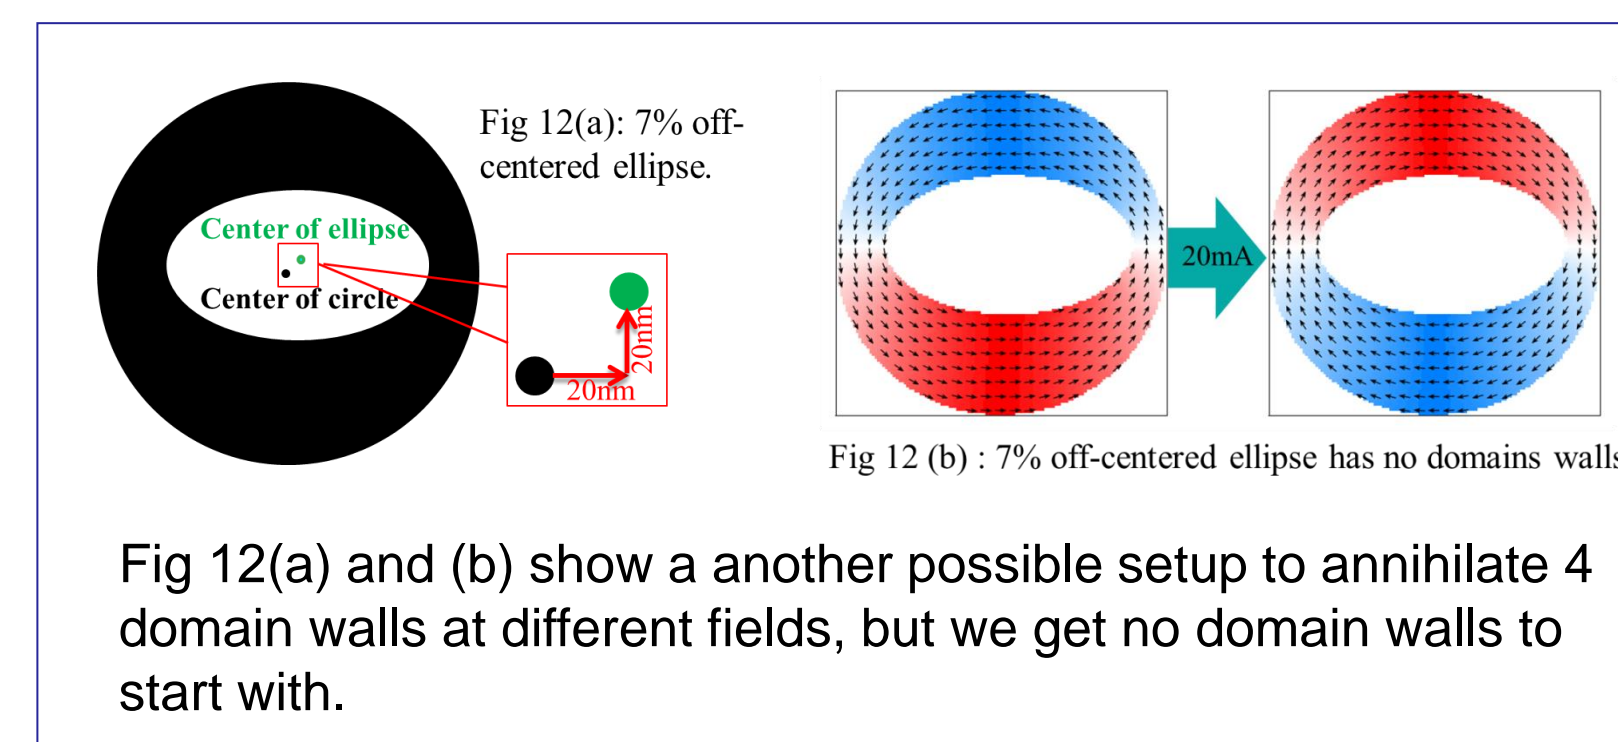 Fig 12(a): 7% off-
centered ellipse.
Center of ellipse
Center of circle
20nm
20nm
20mA
Fig 12 (b) : 7% off-centered ellipse has no domains walls
Fig 12(a) and (b) show a another possible setup to annihilate 4
domain walls at different fields, but we get no domain walls to
start with.